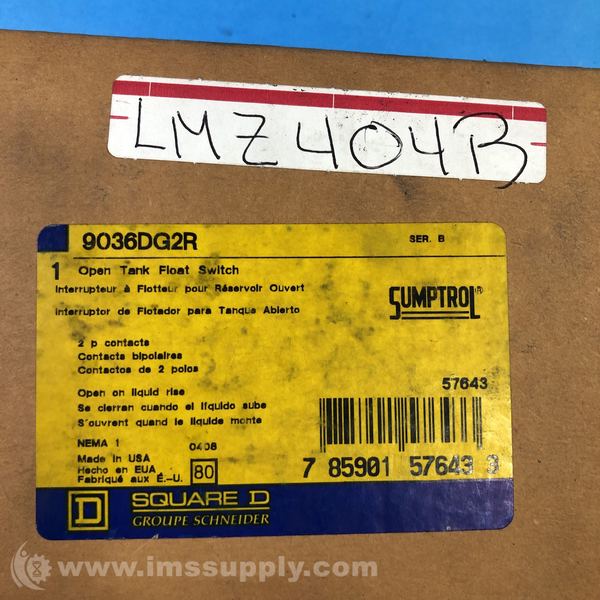 LMZ404B
9036DG2R SER. B
1 Open Tank Float Switch
Interrupteur à Flotteur pour Réservoir Ouvert
Interruptor de Flotador para Tanque Abierto
SUMPTROL®
2 p contacts
Contacts bipolaires
Contactos de 2 polos
57643
Open on liquid rise
Se cierran cuando el líquido sube
S'ouvrent quand le liquide monte
NEMA 1 0408
Made in USA
Hecho en EUA
Fabriqué aux É.-U. 80
7 85901 57643 3
D SQUARE D
GROUPE SCHNEIDER
www.imssupply.com